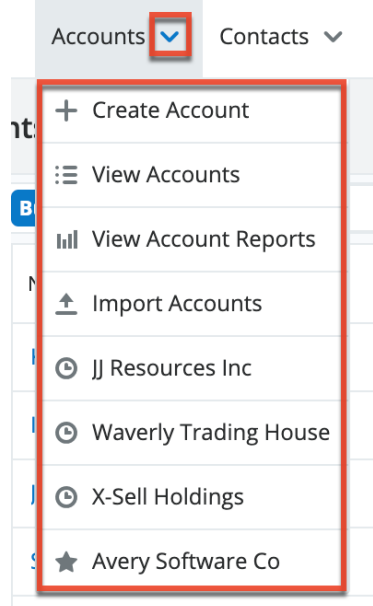 Accounts
Contacts
Create Account
View Accounts
View Account Reports
Import Accounts
JJ Resources Inc
Waverly Trading House
X-Sell Holdings
Avery Software Co